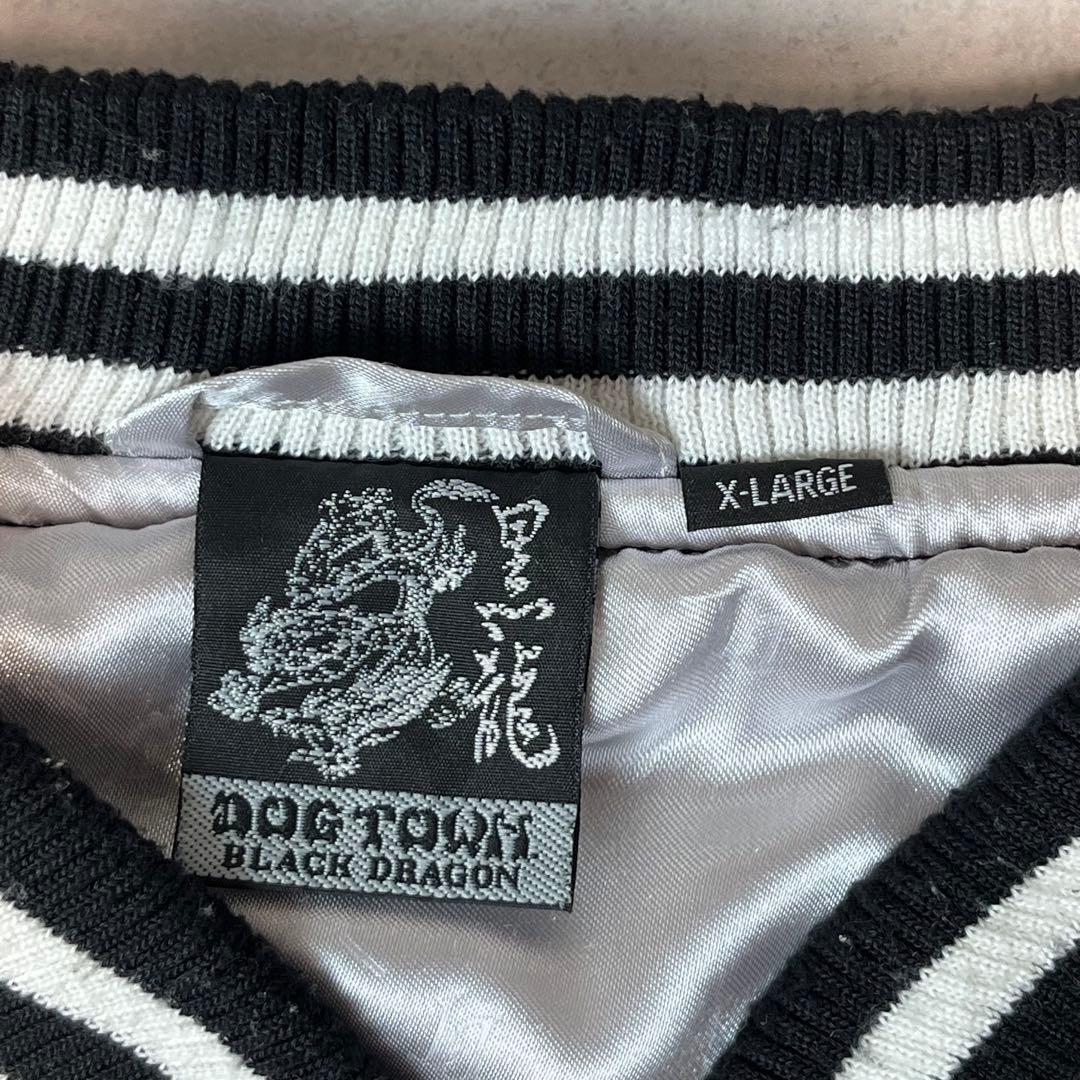 黒龍
DOG TOWN
BLACK DRAGON
X-LARGE